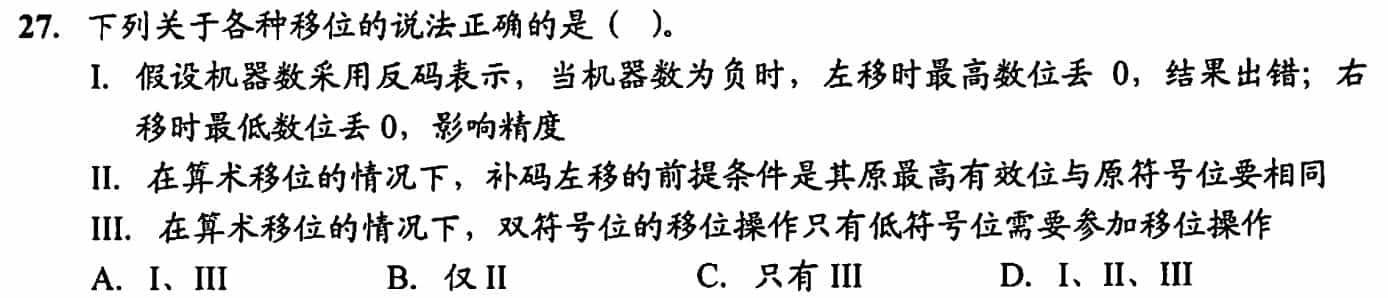 27. 下列关于各种移位的说法正确的是（ ）。
I. 假设机器数采用反码表示，当机器数为负时，左移时最高数位丢 0，结果出错；右
移时最低数位丢 0，影响精度
II. 在算术移位的情况下，补码左移的前提条件是其原最高有效位与原符号位要相同
III. 在算术移位的情况下，双符号位的移位操作只有低符号位需要参加移位操作
A. I、III B. 仅 II C. 只有 III D. I、II、III